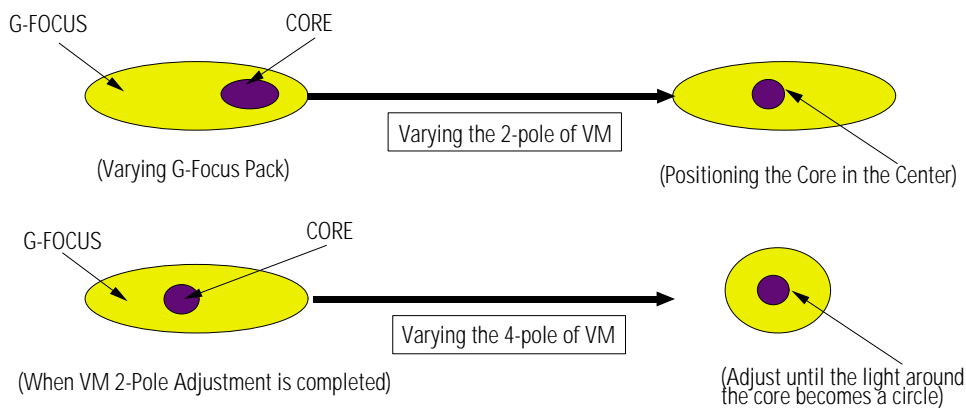 G-FOCUS
CORE
Varying the 2-pole of VM
(Varying G-Focus Pack)
(Positioning the Core in the Center)
G-FOCUS
CORE
Varying the 4-pole of VM
(When VM 2-Pole Adjustment is completed)
(Adjust until the light around
the core becomes a circle)